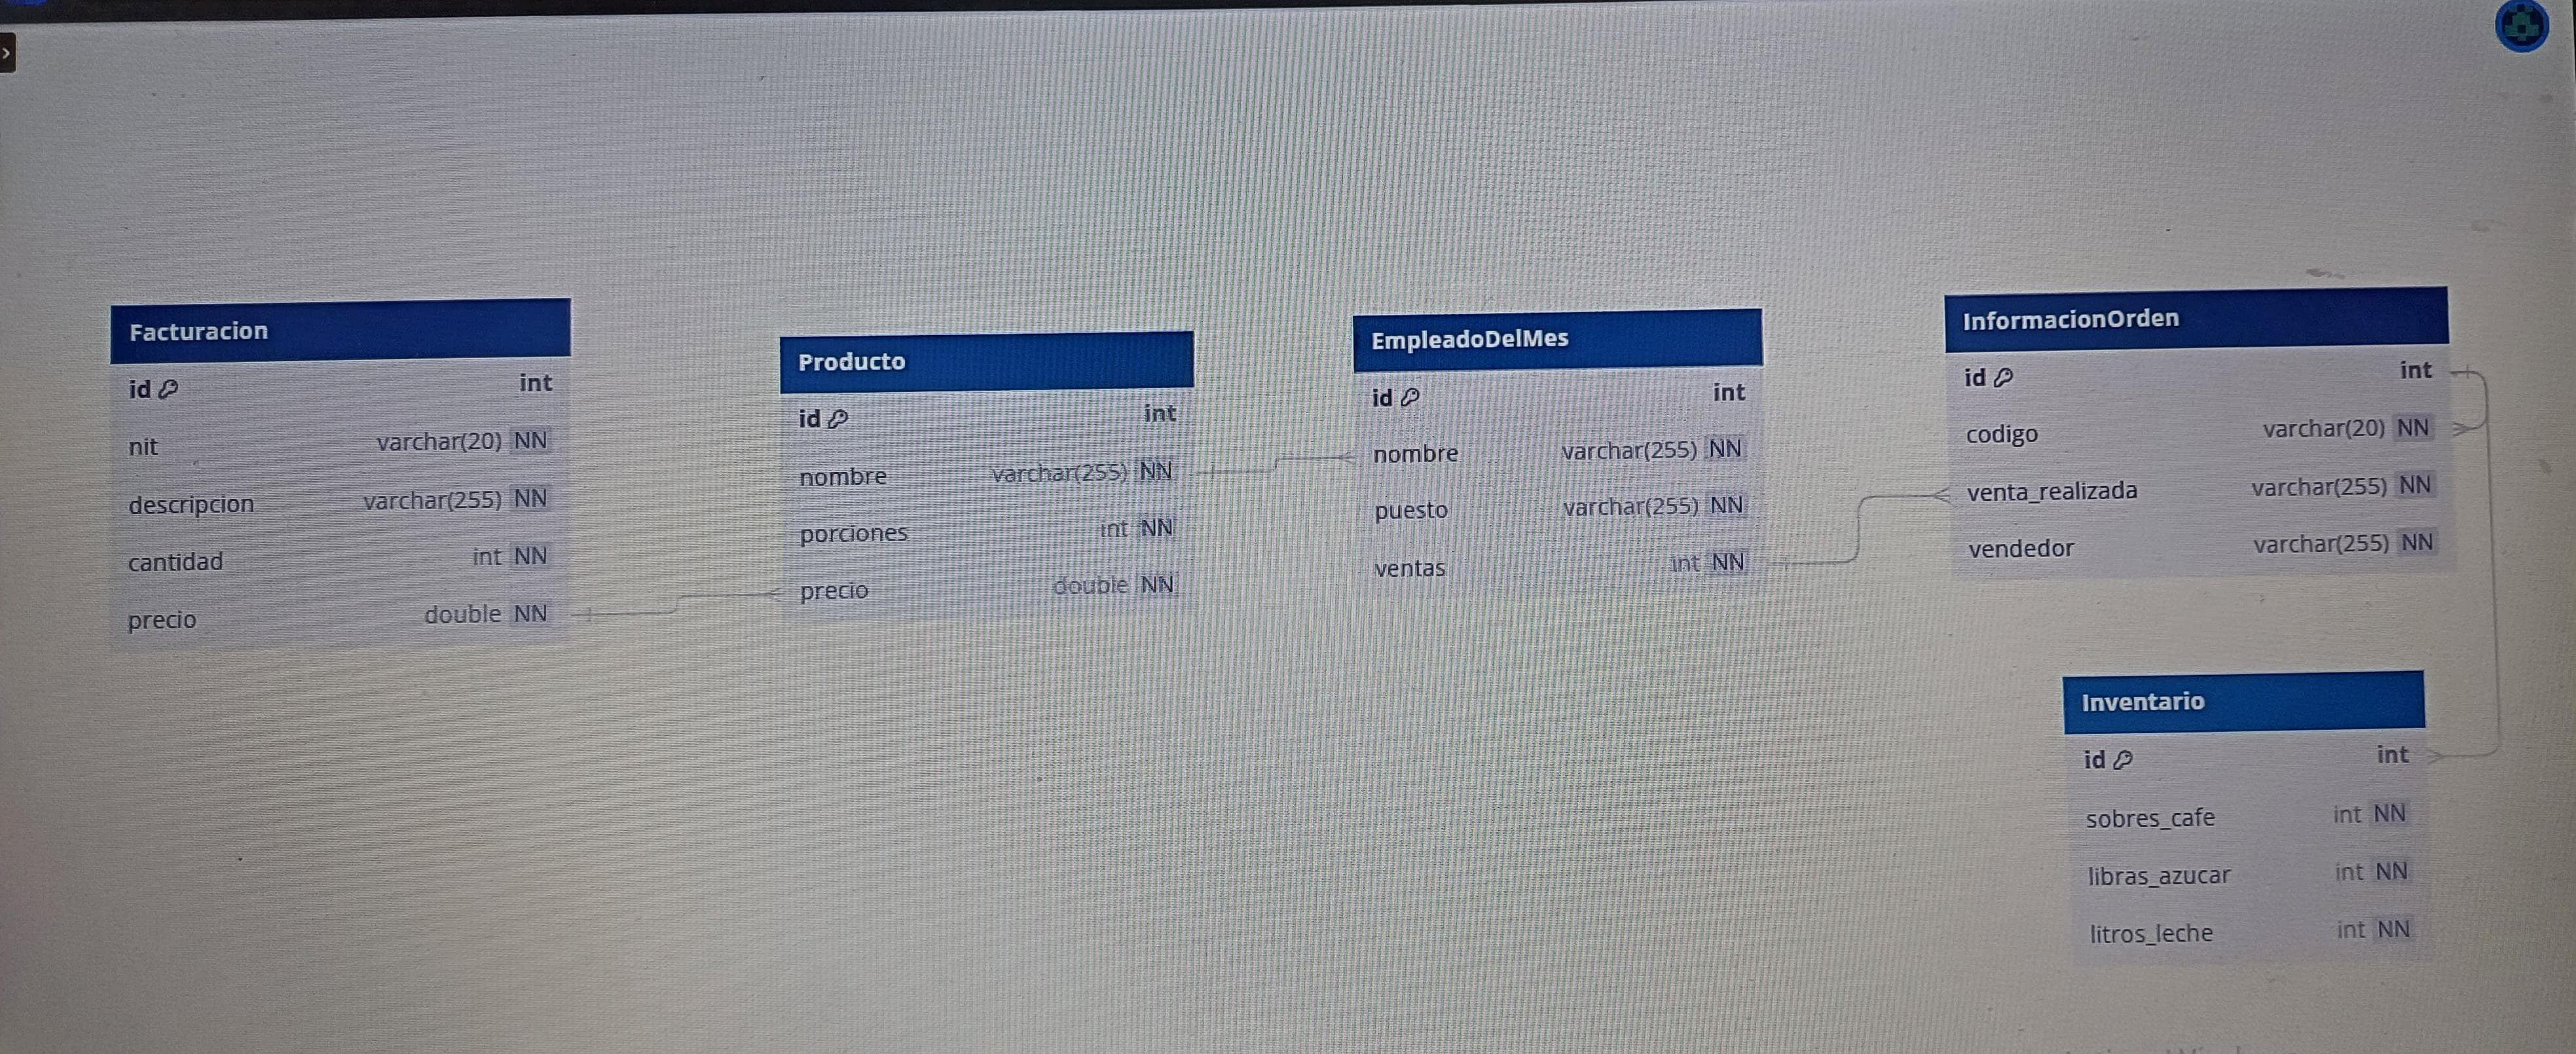 Facturacion
id int
nit varchar(20) NN
descripcion varchar(255) NN
cantidad int NN
precio double NN
Producto
id int
nombre varchar(255) NN
porciones int NN
precio double NN
EmpleadoDelMes
id int
nombre varchar(255) NN
puesto varchar(255) NN
ventas int NN
InformacionOrden
id int
codigo varchar(20) NN
venta_realizada varchar(255) NN
vendedor varchar(255) NN
Inventario
id int
sobres_cafe int NN
libras_azucar int NN
litros_leche int NN